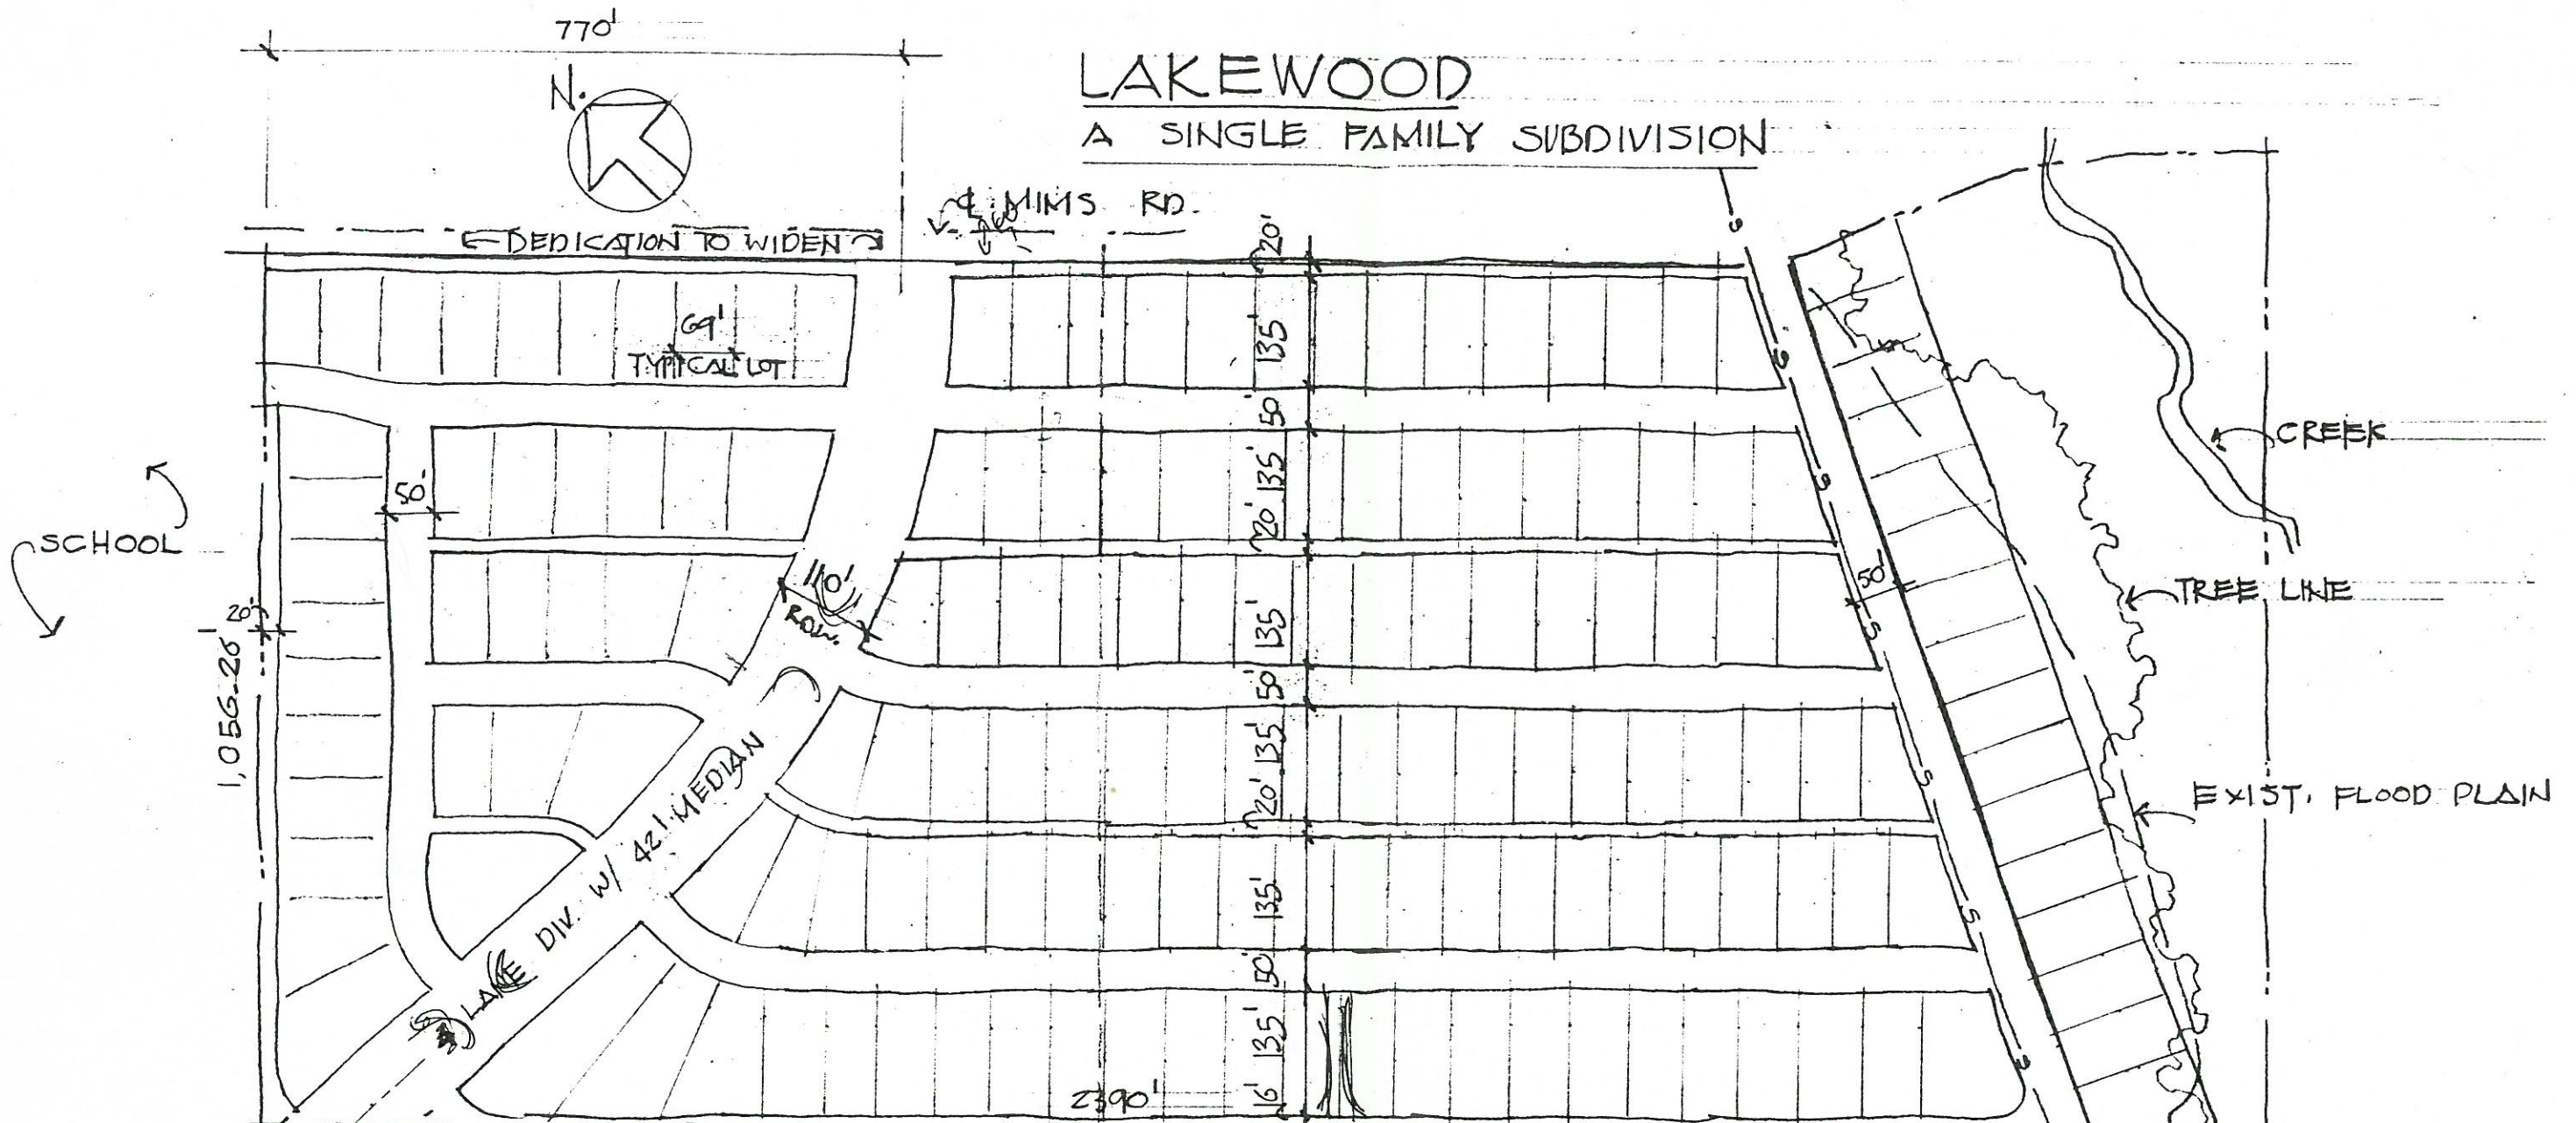 770'
N.
LAKEWOOD
A SINGLE FAMILY SUBDIVISION
℄ MIMS RD.
DEDICATION TO WIDEN
20'
69'
TYPICAL LOT
135'
50'
CREEK
135'
50'
20'
SCHOOL
50'
110'
R.O.W.
TREE LINE
20'
135'
1,056.26
50'
135'
LAKE DIV. W/ 42' MEDIAN
EXIST. FLOOD PLAIN
20'
135'
50'
135'
2390'
16'